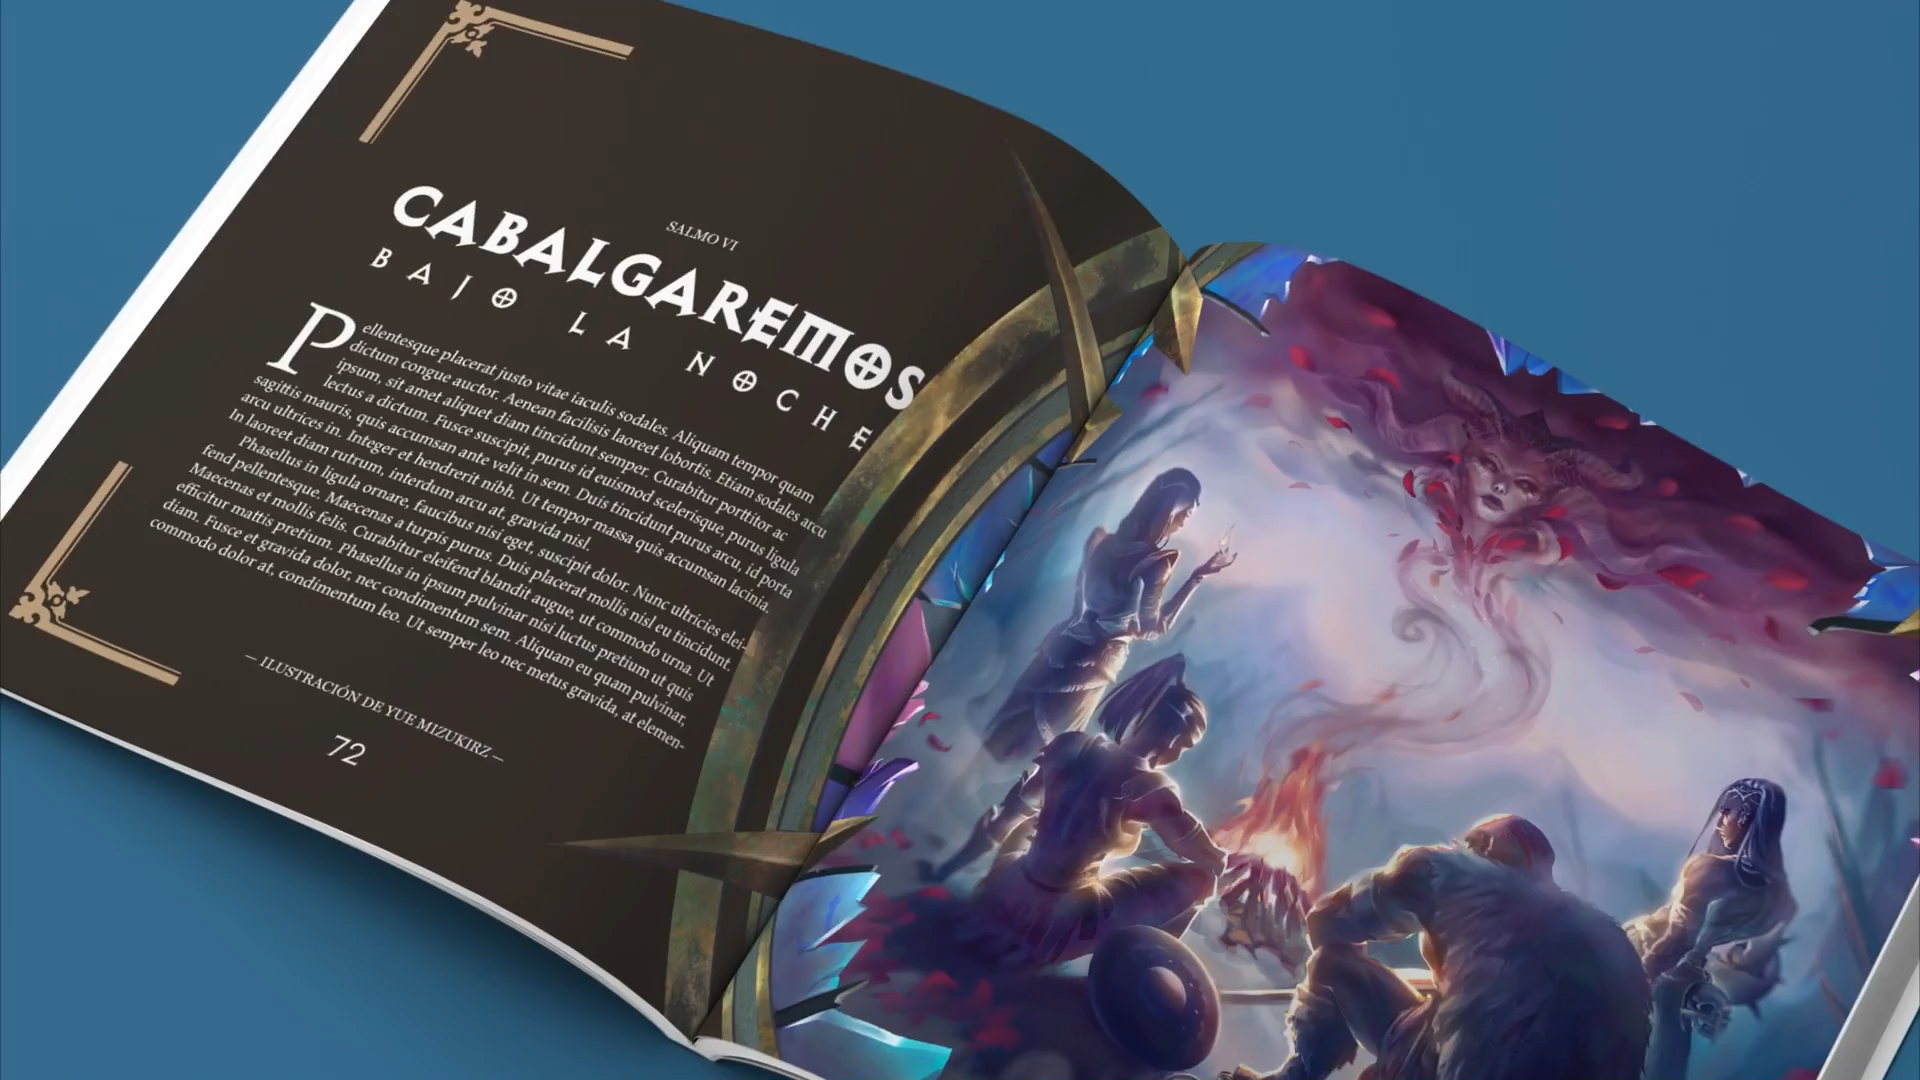 SALMO VI
CABALGAREMOS
BAJO LA NOCHE
Pellentesque placerat justo vitae iaculis sodales. Aliquam tempor quam
dictum congue auctor. Aenean facilisis laoreet lobortis. Etiam sodales arcu
ipsum, sit amet aliquet diam tincidunt semper. Curabitur porttitor ac
lectus a dictum. Fusce suscipit, purus id euismod scelerisque, purus ligula
sagittis mauris, quis accumsan ante velit in sem. Duis tincidunt purus arcu, id porta
arcu ultrices in. Integer et hendrerit nibh. Ut tempor massa quis accumsan lacinia.
In laoreet diam rutrum, interdum arcu at, gravida nisl.
Phasellus in ligula ornare, faucibus nisi eget, suscipit dolor. Nunc ultricies elei-
fend pellentesque. Maecenas a turpis purus. Duis placerat mollis nisl eu tincidunt.
Maecenas et mollis felis. Curabitur eleifend blandit augue, ut commodo urna. Ut
efficitur mattis pretium. Phasellus in ipsum pulvinar nisi luctus pretium ut quis
diam. Fusce et gravida dolor, nec condimentum sem. Aliquam eu quam pulvinar,
commodo dolor at, condimentum leo. Ut semper leo nec metus gravida, at elemen-
— ILUSTRACIÓN DE YUE MIZUKIRZ —
72